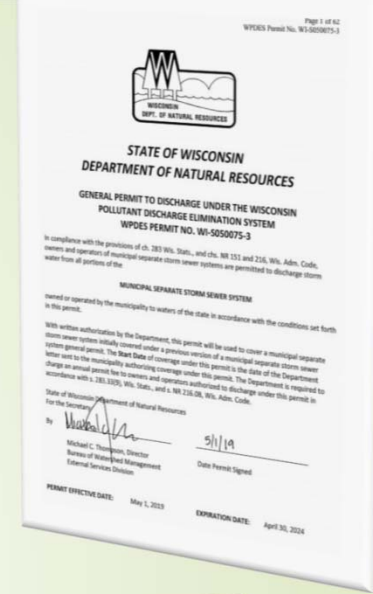 Page 1 of 62
WPDES Permit No. WI-S050075-3
W
WISCONSIN
DEPT. OF NATURAL RESOURCES
STATE OF WISCONSIN
DEPARTMENT OF NATURAL RESOURCES
GENERAL PERMIT TO DISCHARGE UNDER THE WISCONSIN
POLLUTANT DISCHARGE ELIMINATION SYSTEM
WPDES PERMIT NO. WI-S050075-3
In compliance with the provisions of ch. 283 Wis. Stats., and chs. NR 151 and 216, Wis. Adm. Code,
owners and operators of municipal separate storm sewer systems are permitted to discharge storm
water from all portions of the
MUNICIPAL SEPARATE STORM SEWER SYSTEM
owned or operated by the municipality to waters of the state in accordance with the conditions set forth
in this permit.
With written authorization by the Department, this permit will be used to cover a municipal separate
storm sewer system initially covered under a previous version of a municipal separate storm sewer
system general permit. The Start Date of coverage under this permit is the date of the Department
letter sent to the municipality authorizing coverage under this permit. The Department is required to
charge an annual permit fee to owners and operators authorized to discharge under this permit in
accordance with s. 283.33(9), Wis. Stats., and s. NR 216.08, Wis. Adm. Code.
State of Wisconsin Department of Natural Resources
For the Secretary
By
5/1/19
Michael C. Thompson, Director
Date Permit Signed
Bureau of Watershed Management
External Services Division
PERMIT EFFECTIVE DATE: May 1, 2019 EXPIRATION DATE: April 30, 2024